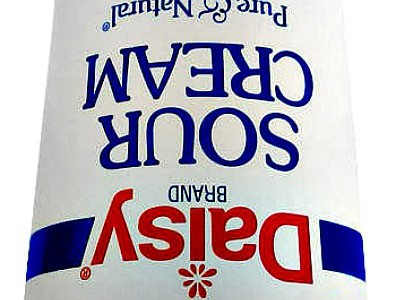 Daisy®
BRAND
SOUR
CREAM
Pure & Natural®